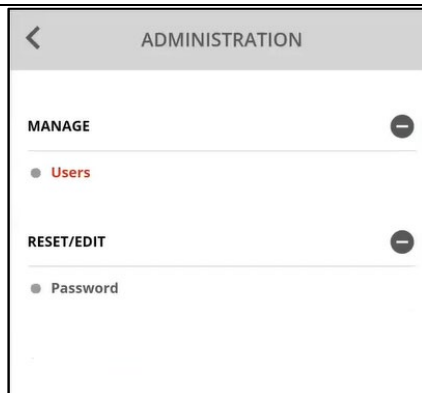 ADMINISTRATION
MANAGE
Users
RESET/EDIT
Password